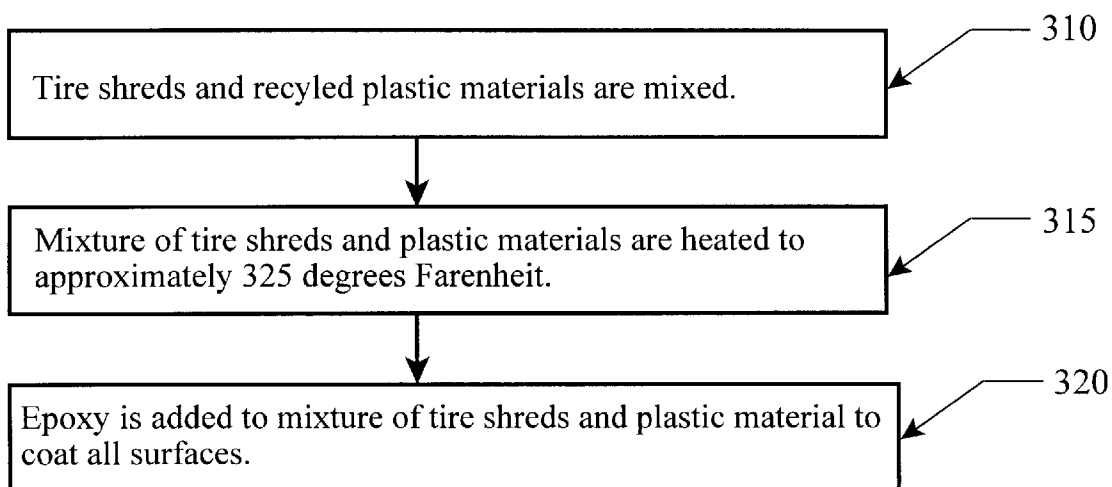 310
Tire shreds and recyled plastic materials are mixed.
315
Mixture of tire shreds and plastic materials are heated to
approximately 325 degrees Farenheit.
320
Epoxy is added to mixture of tire shreds and plastic material to
coat all surfaces.